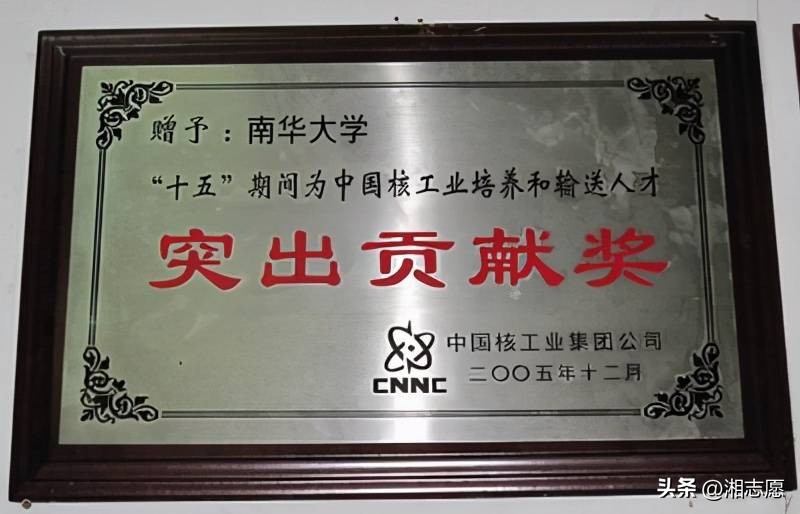 赠予：南华大学
“十五”期间为中国核工业培养和输送人才
突出贡献奖
CNNC
中国核工业集团公司
二〇〇五年十二月
头条 @湘志愿